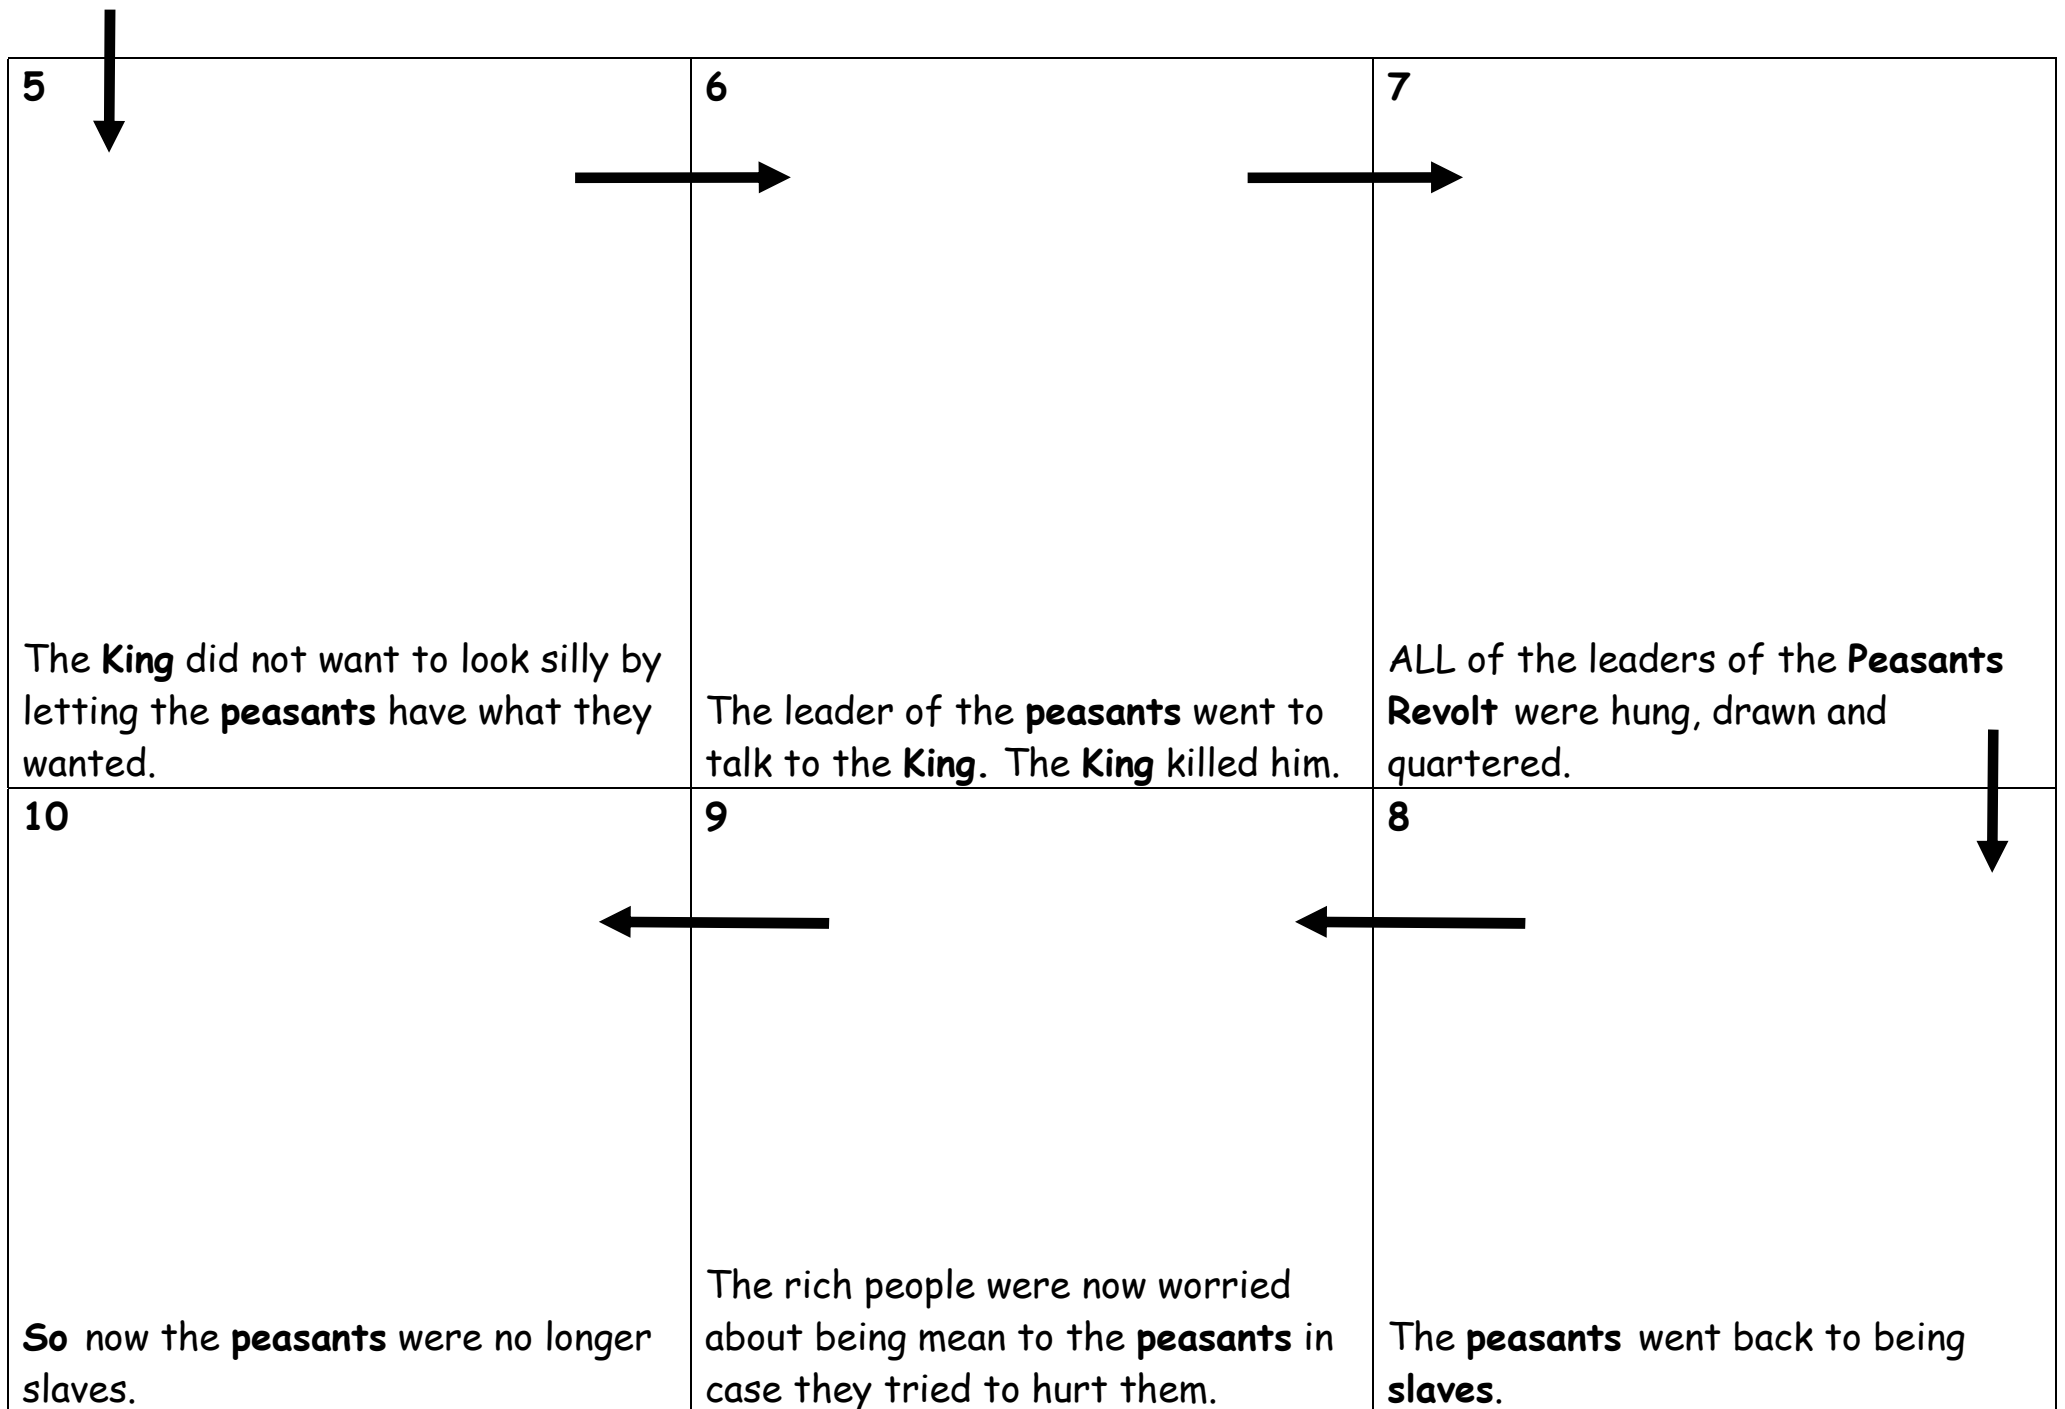 5
The King did not want to look silly by
letting the peasants have what they
wanted.
6
The leader of the peasants went to
talk to the King. The King killed him.
7
ALL of the leaders of the Peasants
Revolt were hung, drawn and
quartered.
8
The peasants went back to being
slaves.
9
The rich people were now worried
about being mean to the peasants in
case they tried to hurt them.
10
So now the peasants were no longer
slaves.